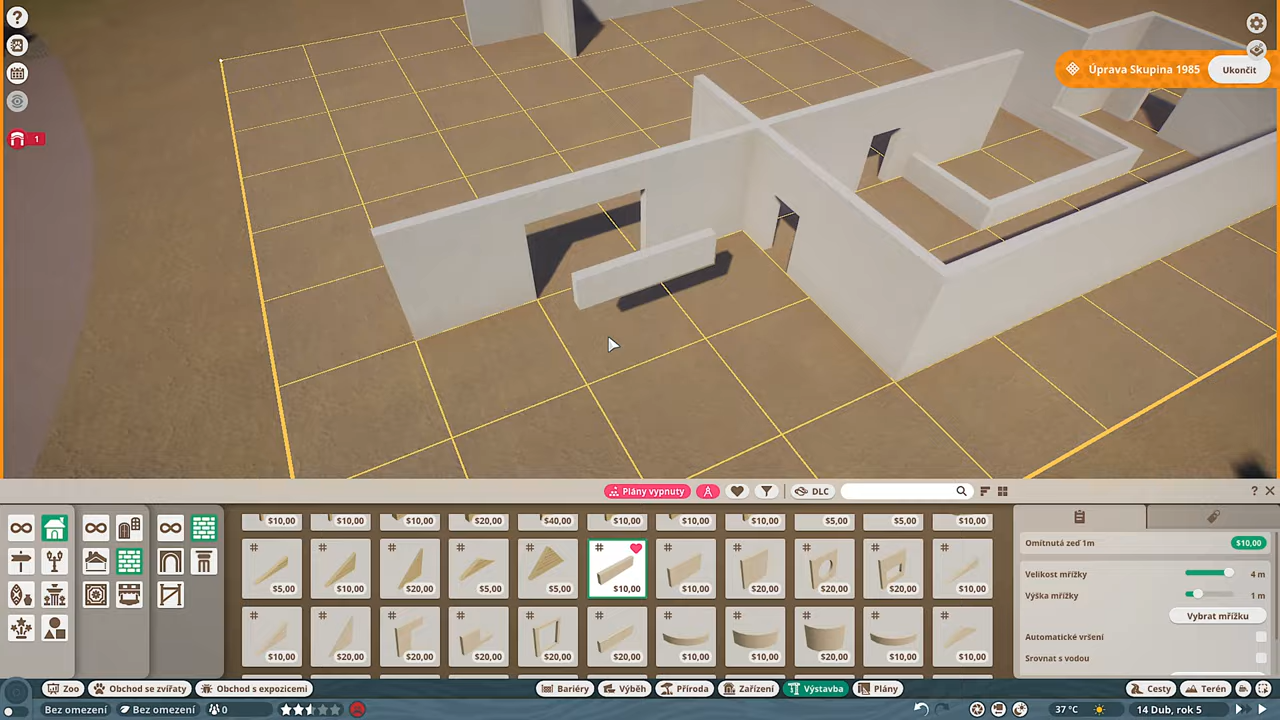 ?
Úprava Skupina 1985
Ukončit
1
Plány vypnuty
DLC
?
$10,00 $10,00 $10,00 $20,00 $40,00 $10,00 $10,00 $10,00 $5,00 $5,00 $10,00
$5,00 $10,00 $20,00 $5,00 $5,00 $10,00 $10,00 $20,00 $20,00 $20,00 $10,00
$10,00 $10,00 $20,00 $20,00 $20,00 $20,00 $10,00 $10,00 $20,00 $10,00 $10,00
Omítnutá zeď 1m
$10,00
Velikost mřížky
4 m
Výška mřížky
1 m
Vybrat mřížku
Automatické vršení
Srovnat s vodou
Zoo
Obchod se zvířaty
Obchod s expozicemi
Bariéry
Výběh
Příroda
Zařízení
Výstavba
Plány
Cesty
Terén
Bez omezení
Bez omezení
0
37 °C
14 Dub, rok 5